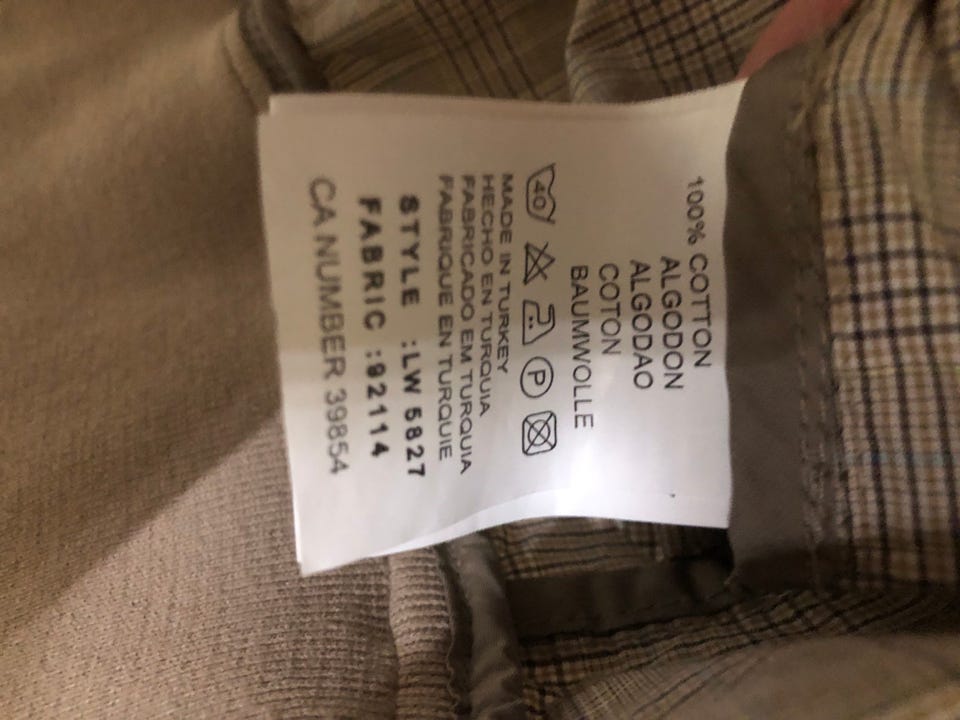 100% COTTON
ALGODON
ALGODAO
COTON
BAUMWOLLE
40 P
MADE IN TURKEY
HECHO EN TURQUIA
FABRICADO EM TURQUIA
FABRIQUE EN TURQUIE
STYLE :LW 5827
FABRIC :92114
CA NUMBER 39854